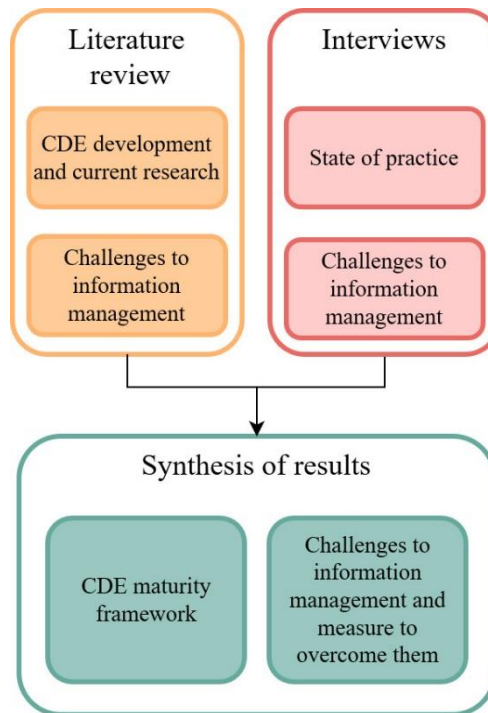 Literature
review
CDE development
and current research
Challenges to
information
management
Interviews
State of practice
Challenges to
information
management
Synthesis of results
CDE maturity
framework
Challenges to
information
management and
measure to
overcome them